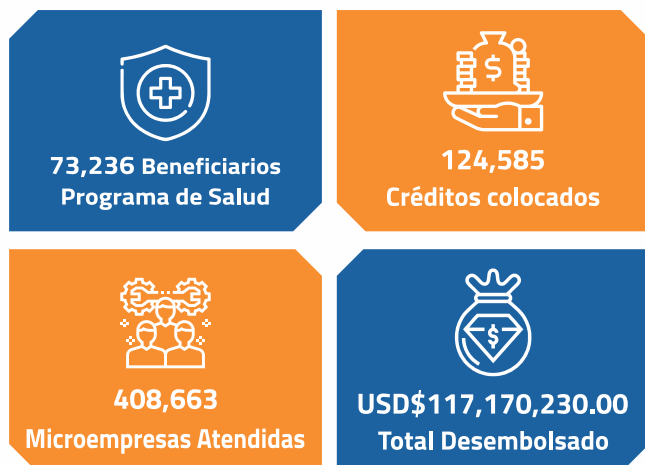 73,236 Beneficiarios
Programa de Salud
124,585
Créditos colocados
408,663
Microempresas Atendidas
USD$117,170,230.00
Total Desembolsado